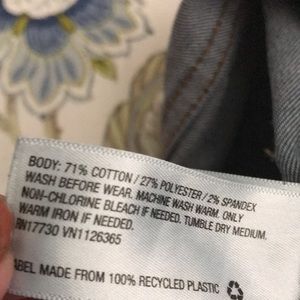 BODY: 71% COTTON / 27% POLYESTER / 2% SPANDEX
WASH BEFORE WEAR. MACHINE WASH WARM. ONLY
NON-CHLORINE BLEACH IF NEEDED. TUMBLE DRY MEDIUM.
WARM IRON IF NEEDED.
RN17730 VN1126365
ABEL MADE FROM 100% RECYCLED PLASTIC